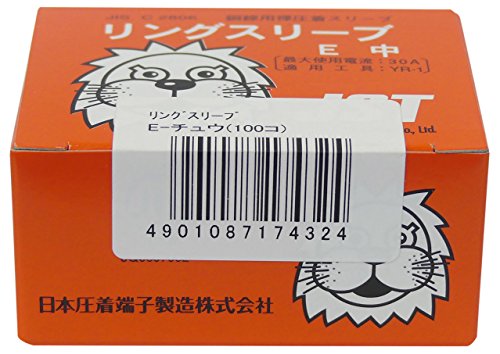 JIS C 2806 銅線用裸圧着スリーブ
リングスリーブ
E 中
最大使用電流:30A
適用工具:YR-1
JST
Co., Ltd.
リングスリーブ
E-チュウ(100コ)
4901087174324
日本圧着端子製造株式会社